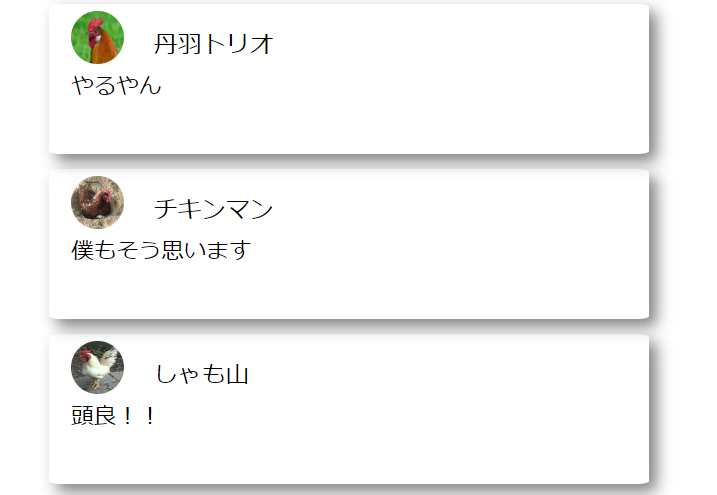 丹羽トリオ
やるやん
チキンマン
僕もそう思います
しゃも山
頭良！！